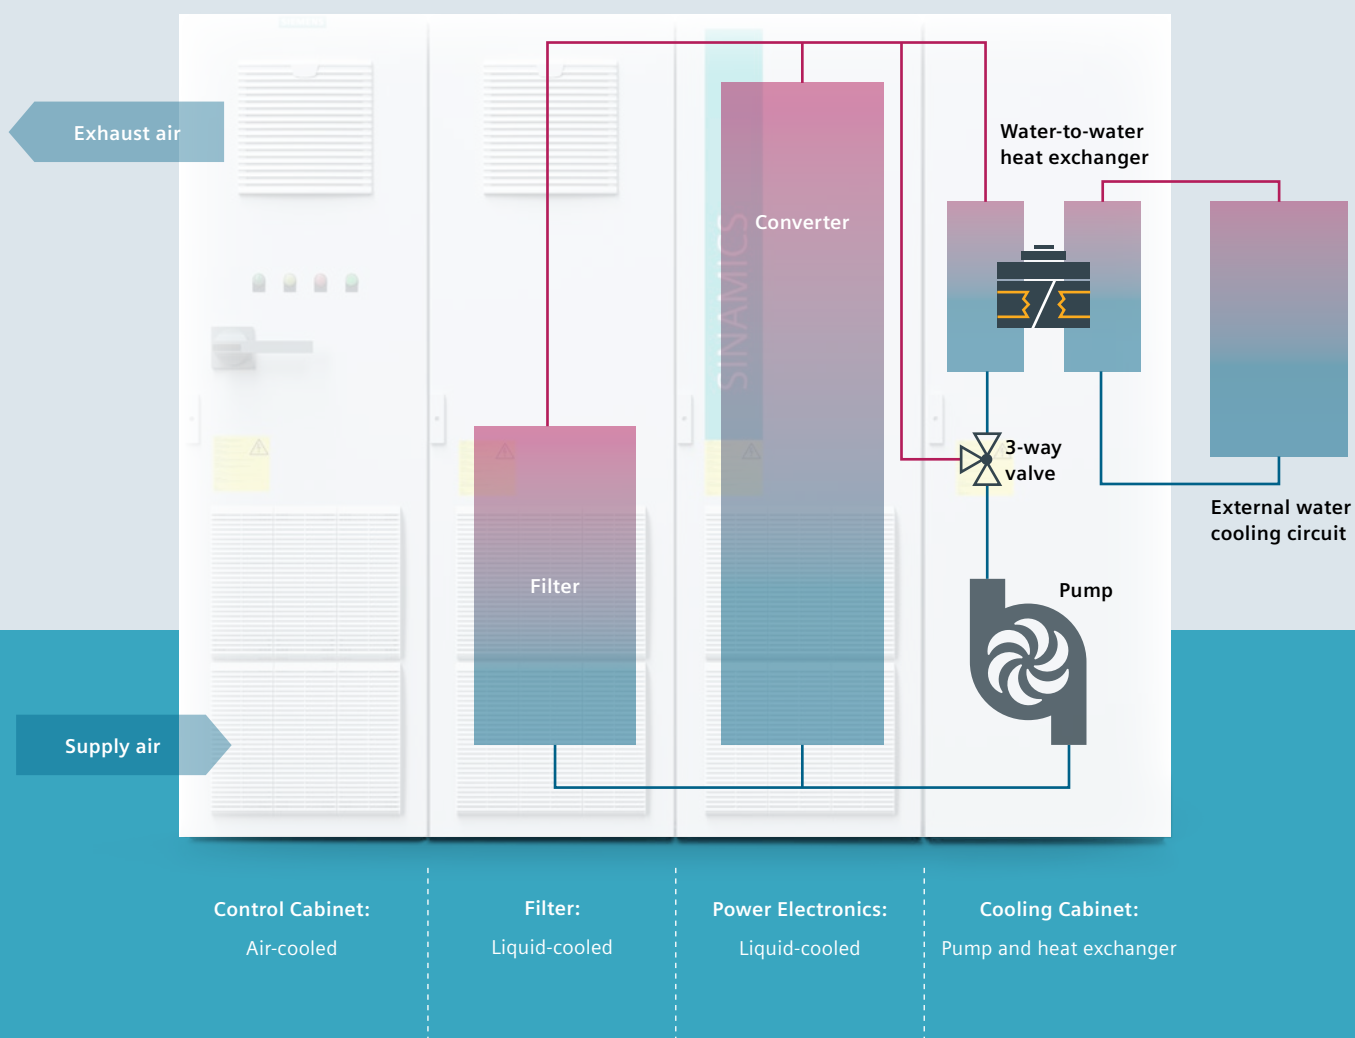 Exhaust air
Water-to-water
heat exchanger
Converter
SINAMICS
3-way
valve
External water
cooling circuit
Filter
Pump
Supply air
Control Cabinet:
Air-cooled
Filter:
Liquid-cooled
Power Electronics:
Liquid-cooled
Cooling Cabinet:
Pump and heat exchanger